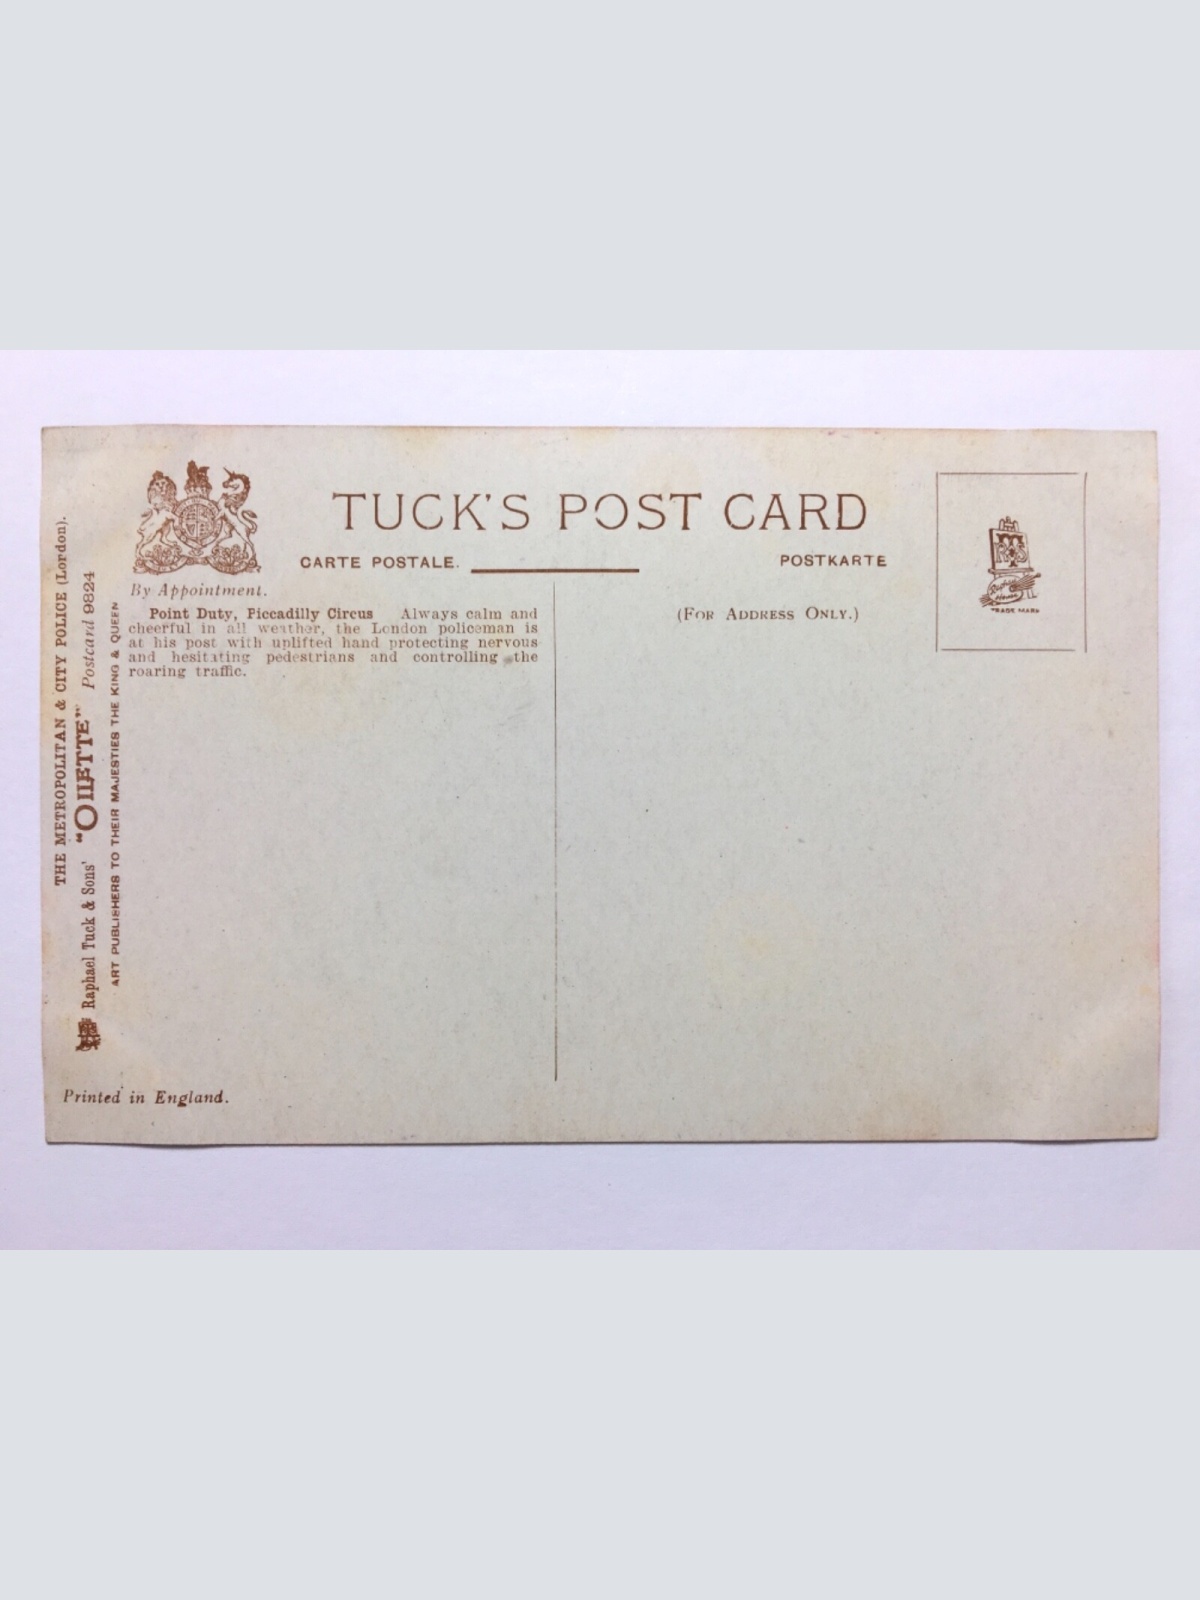 TUCK'S POST CARD
CARTE POSTALE.
POSTKARTE
By Appointment.
(For Address Only.)
Point Duty, Piccadilly Circus Always calm and
cheerful in all weather, the London policeman is
at his post with uplifted hand protecting nervous
and hesitating pedestrians and controlling the
roaring traffic.
TRADE MARK
THE METROPOLITAN & CITY POLICE (London).
Raphael Tuck & Sons' "OILETTE" Postcard 9824
ART PUBLISHERS TO THEIR MAJESTIES THE KING & QUEEN
Printed in England.